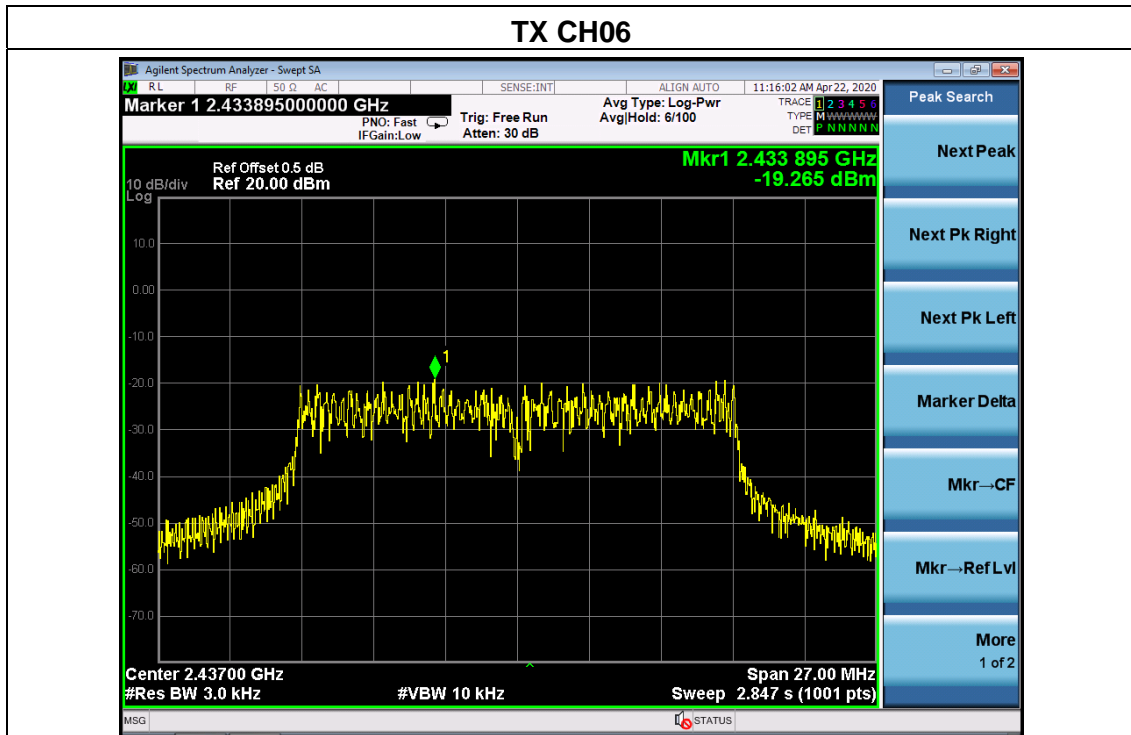 TX CH06
Agilent Spectrum Analyzer - Swept SA
LXI RL RF 50 Ω AC SENSE:INT ALIGN AUTO 11:16:02 AM Apr 22, 2020
Marker 1 2.433895000000 GHz
PNO: Fast
IFGain:Low
Trig: Free Run
Atten: 30 dB
Avg Type: Log-Pwr
Avg|Hold: 6/100
TRACE 1 2 3 4 5 6
TYPE M WWWWW
DET P N N N N N
Peak Search
Mkr1 2.433 895 GHz
-19.265 dBm
Ref Offset 0.5 dB
10 dB/div Ref 20.00 dBm
Log
10.0
0.00
-10.0
-20.0
-30.0
-40.0
-50.0
-60.0
-70.0
1
Center 2.43700 GHz Span 27.00 MHz
#Res BW 3.0 kHz #VBW 10 kHz Sweep 2.847 s (1001 pts)
MSG STATUS
Next Peak
Next Pk Right
Next Pk Left
Marker Delta
Mkr→CF
Mkr→Ref Lvl
More
1 of 2